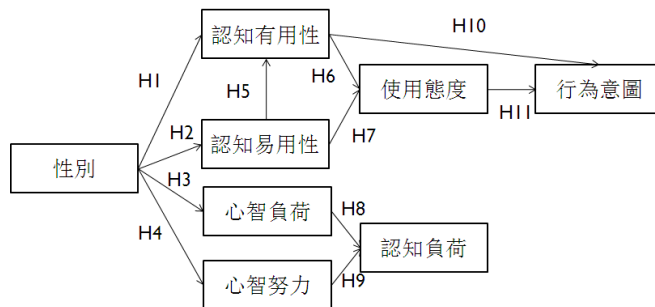 H10
認知有用性
H1
H6
H5
使用態度
行為意圖
H11
H2
認知易用性
H7
性別
H3
心智負荷
H8
H4
認知負荷
心智努力
H9